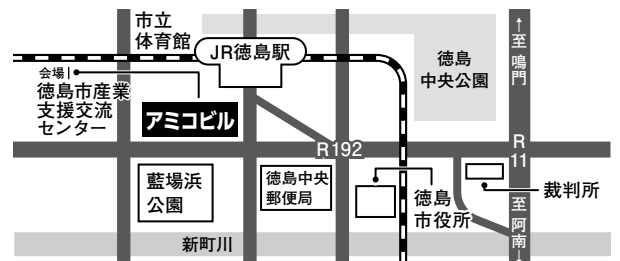 市立
体育館
JR徳島駅
徳島
中央公園
↑至 鳴門
会場
徳島市産業
支援交流
センター
アミコビル
R192
R11
藍場浜
公園
徳島中央
郵便局
徳島
市役所
裁判所
至 阿南↓
新町川